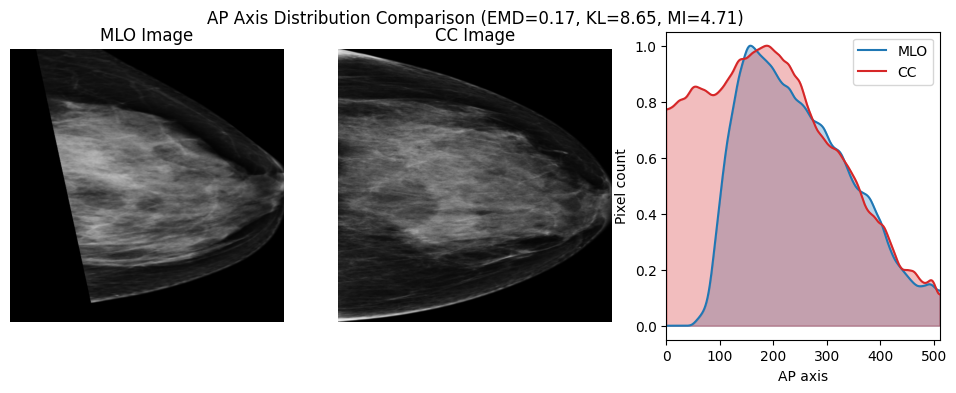 AP Axis Distribution Comparison (EMD=0.17, KL=8.65, MI=4.71)
MLO Image
CC Image
MLO
CC
1.0
0.8
0.6
0.4
0.2
0.0
Pixel count
0
100
200
300
400
500
AP axis